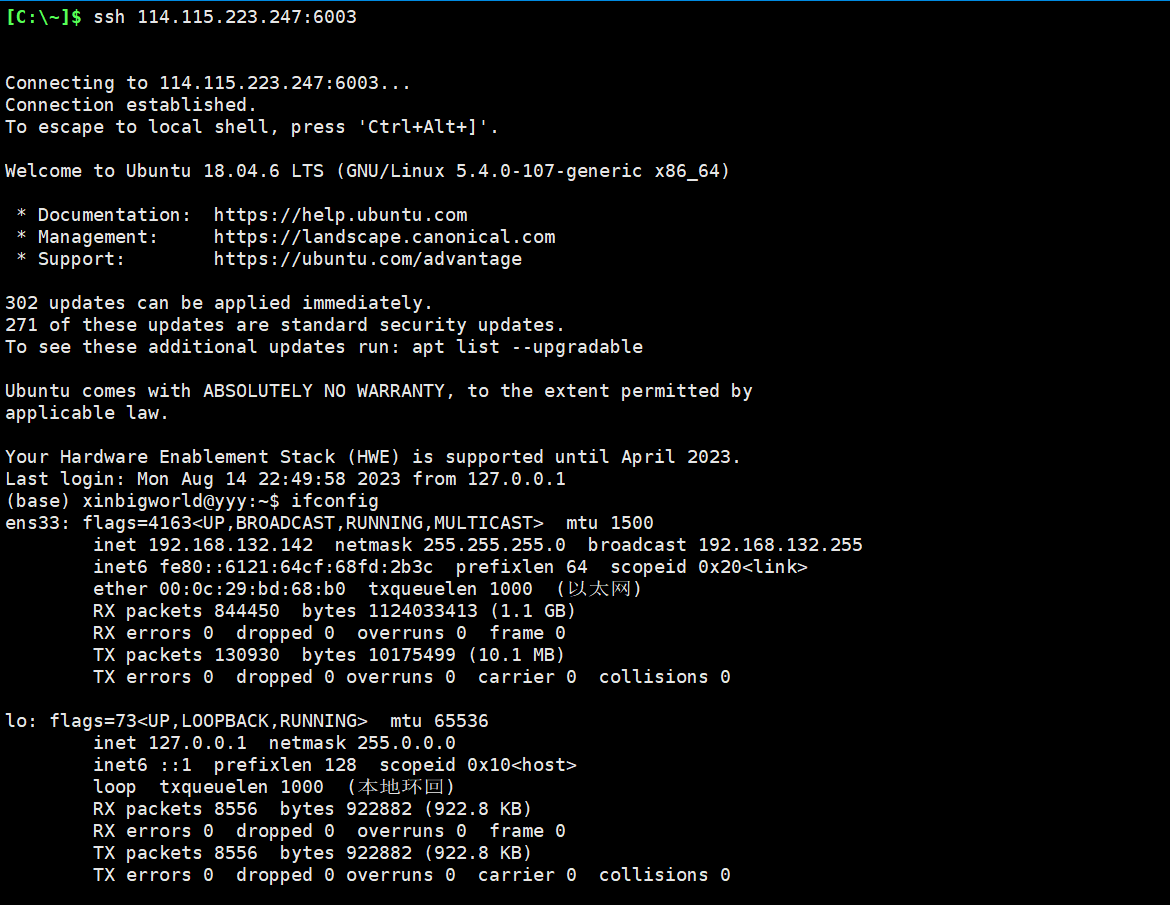 [C:\~]$ ssh 114.115.223.247:6003
Connecting to 114.115.223.247:6003...
Connection established.
To escape to local shell, press 'Ctrl+Alt+]'.
Welcome to Ubuntu 18.04.6 LTS (GNU/Linux 5.4.0-107-generic x86_64)
* Documentation:  https://help.ubuntu.com
* Management:     https://landscape.canonical.com
* Support:        https://ubuntu.com/advantage
302 updates can be applied immediately.
271 of these updates are standard security updates.
To see these additional updates run: apt list --upgradable
Ubuntu comes with ABSOLUTELY NO WARRANTY, to the extent permitted by
applicable law.
Your Hardware Enablement Stack (HWE) is supported until April 2023.
Last login: Mon Aug 14 22:49:58 2023 from 127.0.0.1
(base) xinbigworld@yyy:~$ ifconfig
ens33: flags=4163<UP,BROADCAST,RUNNING,MULTICAST>  mtu 1500
inet 192.168.132.142  netmask 255.255.255.0  broadcast 192.168.132.255
inet6 fe80::6121:64cf:68fd:2b3c  prefixlen 64  scopeid 0x20<link>
ether 00:0c:29:bd:68:b0  txqueuelen 1000  (以太网)
RX packets 844450  bytes 1124033413 (1.1 GB)
RX errors 0  dropped 0  overruns 0  frame 0
TX packets 130930  bytes 10175499 (10.1 MB)
TX errors 0  dropped 0 overruns 0  carrier 0  collisions 0
lo: flags=73<UP,LOOPBACK,RUNNING>  mtu 65536
inet 127.0.0.1  netmask 255.0.0.0
inet6 ::1  prefixlen 128  scopeid 0x10<host>
loop  txqueuelen 1000  (本地环回)
RX packets 8556  bytes 922882 (922.8 KB)
RX errors 0  dropped 0  overruns 0  frame 0
TX packets 8556  bytes 922882 (922.8 KB)
TX errors 0  dropped 0 overruns 0  carrier 0  collisions 0